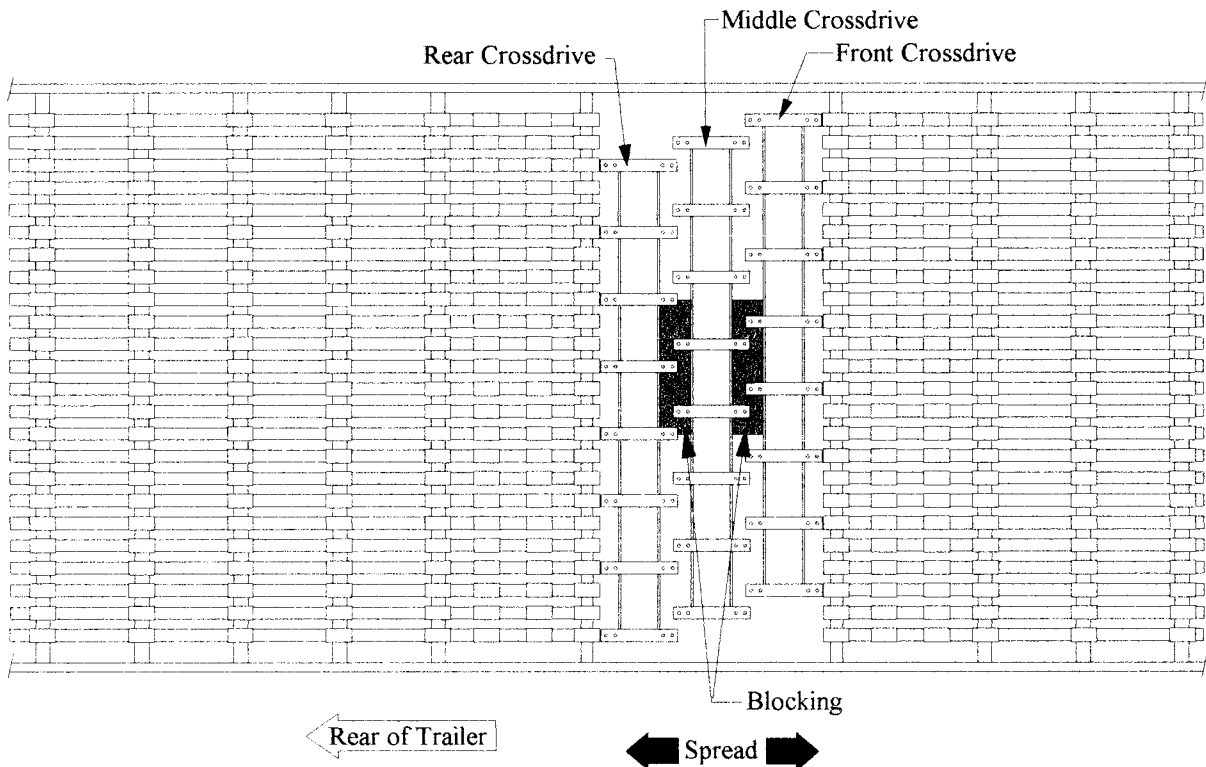 Middle Crossdrive
Rear Crossdrive
Front Crossdrive
Blocking
Rear of Trailer
Spread